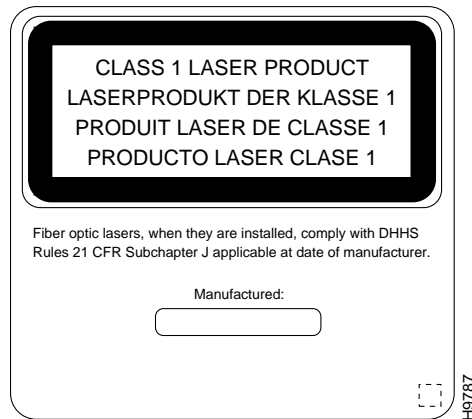 CLASS 1 LASER PRODUCT
LASERPRODUKT DER KLASSE 1
PRODUIT LASER DE CLASSE 1
PRODUCTO LASER CLASE 1
Fiber optic lasers, when they are installed, comply with DHHS
Rules 21 CFR Subchapter J applicable at date of manufacturer.
Manufactured:
H9787